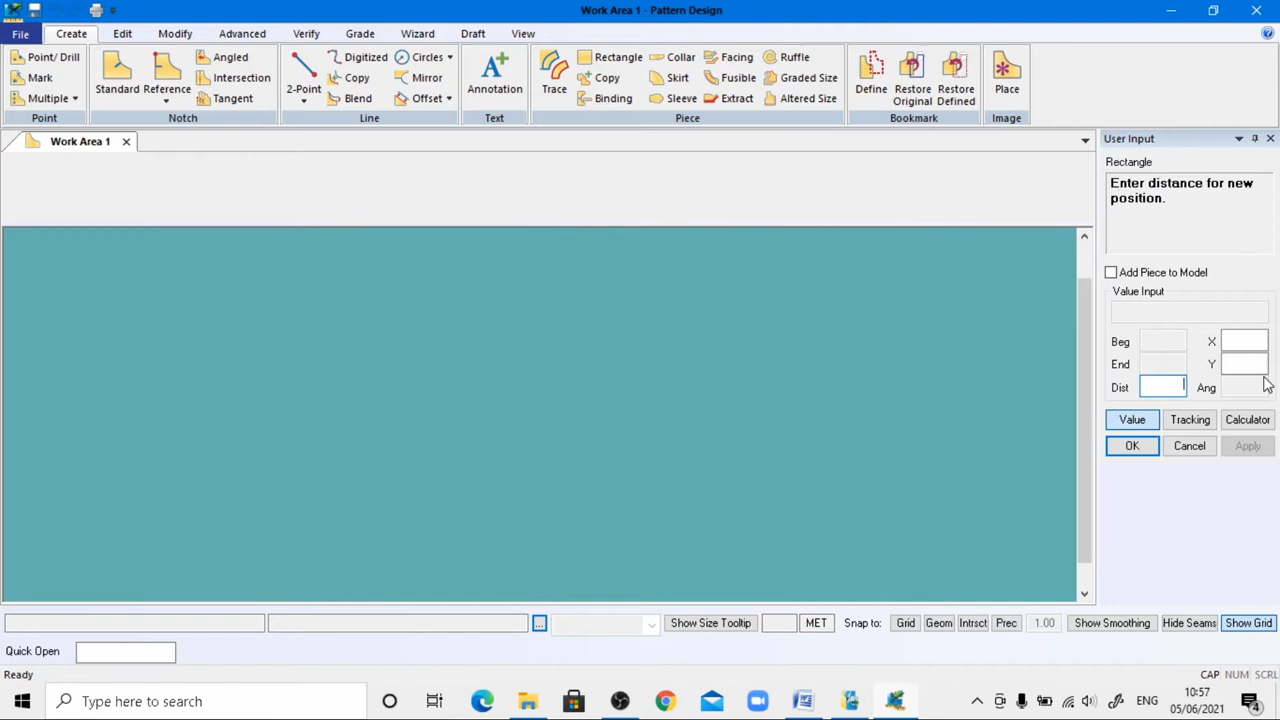 Work Area 1 - Pattern Design
File Create Edit Modify Advanced Verify Grade Wizard Draft View
Point/ Drill
Mark
Multiple
Point
Standard
Reference
Angled
Intersection
Tangent
Notch
2-Point
Digitized
Copy
Blend
Circles
Mirror
Offset
Line
Annotation
Text
Trace
Rectangle
Copy
Binding
Collar
Skirt
Sleeve
Facing
Fusible
Extract
Ruffle
Graded Size
Altered Size
Piece
Define
Restore Original
Restore Defined
Bookmark
Place
Image
Work Area 1
User Input
Rectangle
Enter distance for new
position.
Add Piece to Model
Value Input
Beg X
End Y
Dist Ang
Value Tracking Calculator
OK Cancel Apply
... Show Size Tooltip MET Snap to: Grid Geom Intrsct Prec 1.00 Show Smoothing Hide Seams Show Grid
Quick Open
Ready CAP NUM SCRL
Type here to search
ENG
10:57
05/06/2021
4